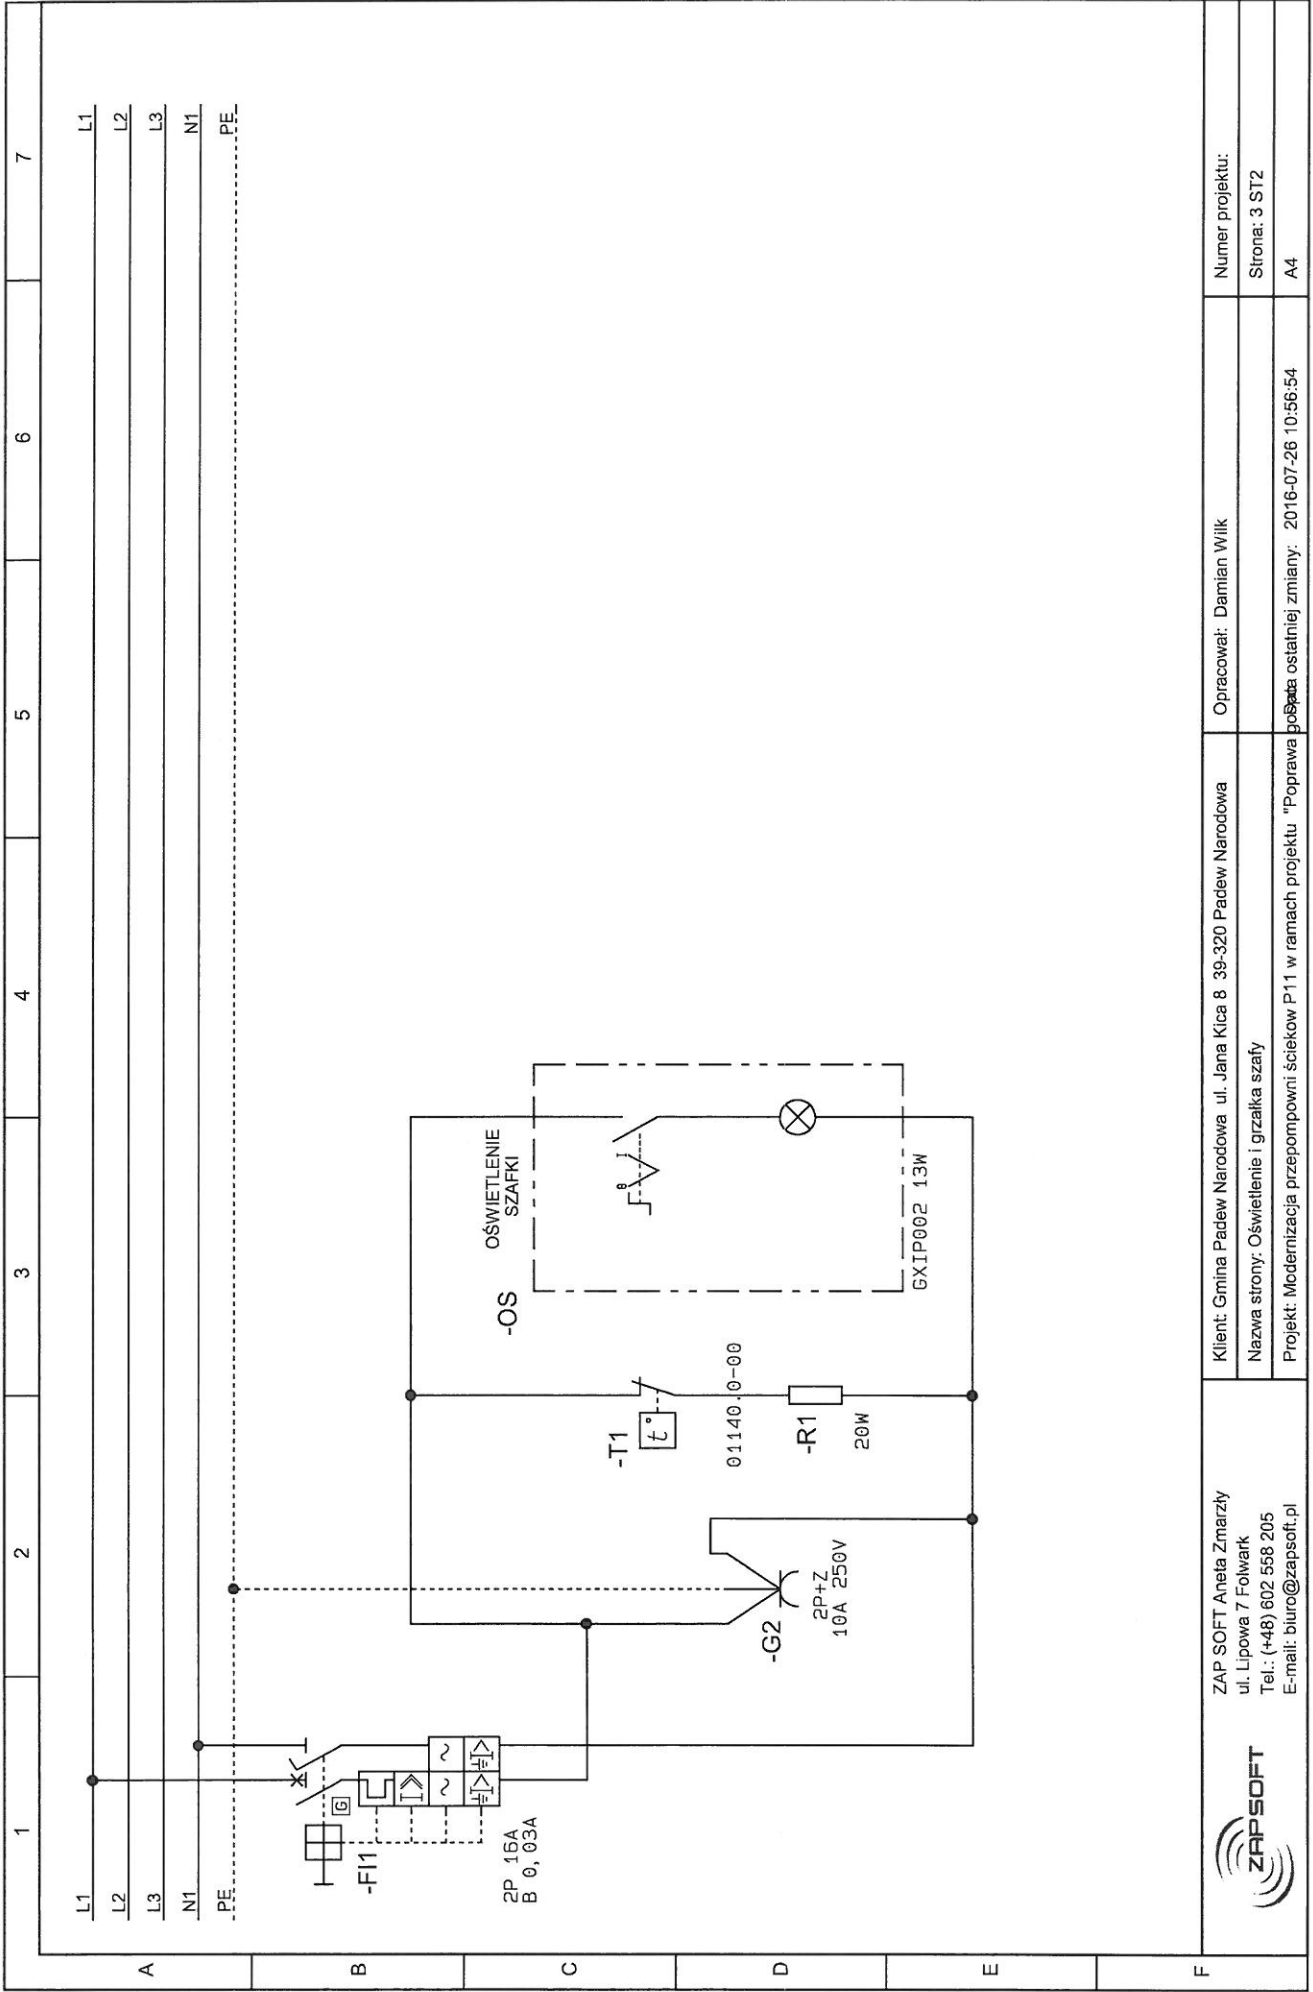 1
2
3
4
5
6
7
A
B
C
D
E
F
L1
L2
L3
N1
PE
L1
L2
L3
N1
PE
G
-FI1
2P 16A
B 0,03A
-G2
2P+Z
10A 250V
-T1
t°
01140.0-00
-R1
20W
-OS
OŚWIETLENIE
SZAFKI
0 I
GXIP002 13W
ZAPSOFT
ZAP SOFT Aneta Zmarzły
ul. Lipowa 7 Folwark
Tel.: (+48) 602 558 205
E-mail: biuro@zapsoft.pl
Klient: Gmina Padew Narodowa ul. Jana Kica 8 39-320 Padew Narodowa
Nazwa strony: Oświetlenie i grzałka szafy
Projekt: Modernizacja przepompowni ściekow P11 w ramach projektu "Poprawa
Opracował: Damian Wilk
ostatniej zmiany: 2016-07-26 10:56:54
Numer projektu:
Strona: 3 ST2
A4